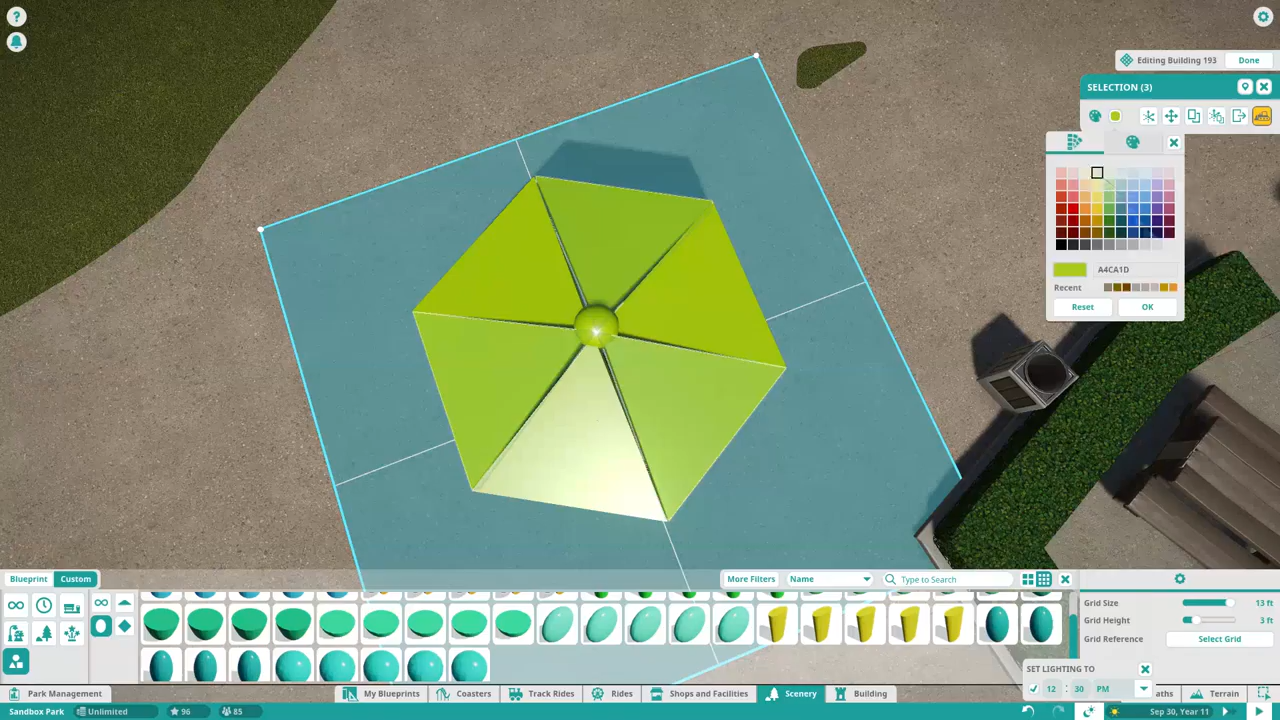 Editing Building 193 Done
SELECTION (3)
A4CA1D
Recent
Reset OK
Blueprint Custom
More Filters Name Type to Search
Grid Size 13 ft
Grid Height 3 ft
Grid Reference Select Grid
SET LIGHTING TO
12 : 30 PM
Park Management My Blueprints Coasters Track Rides Rides Shops and Facilities Scenery Building Terrain
Sandbox Park Unlimited 96 85 Sep 30, Year 11